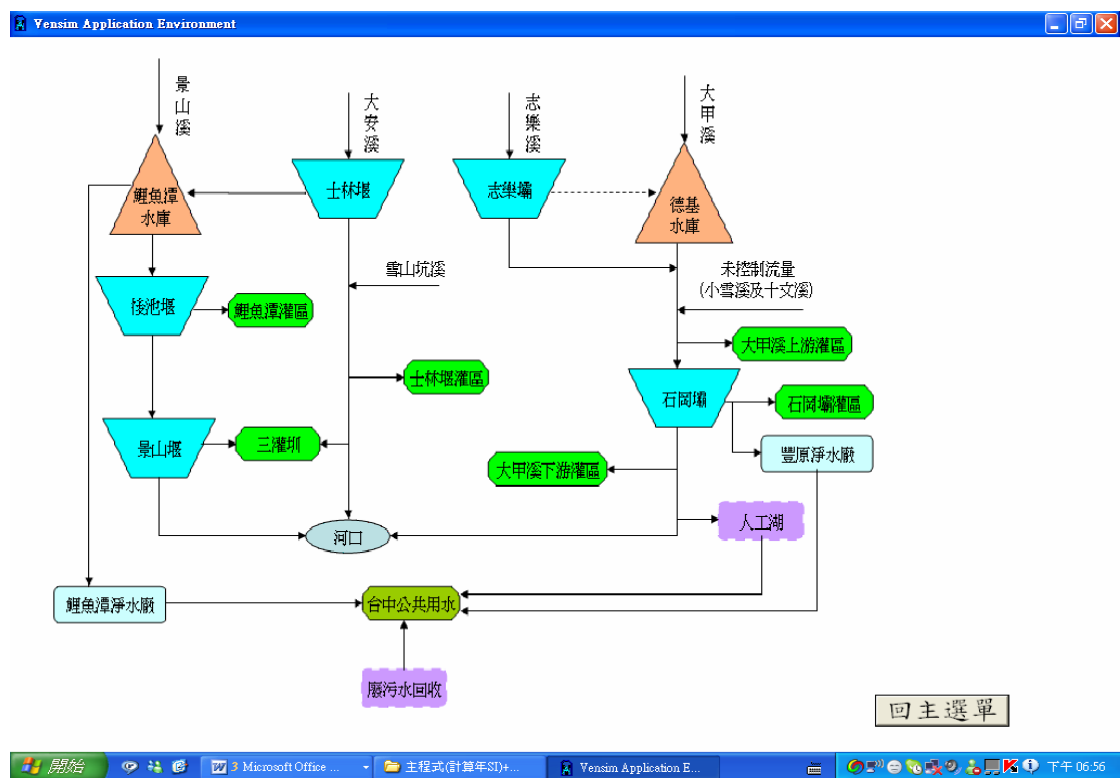 Vensim Application Environment
景山溪
大安溪
志樂溪
大甲溪
鯉魚潭
水庫
士林堰
志樂壩
德基
水庫
雪山坑溪
未控制流量
(小雪溪及十文溪)
後池堰
鯉魚潭灌區
大甲溪上游灌區
士林堰灌區
石岡壩
石岡壩灌區
景山堰
三灌圳
豐原淨水廠
大甲溪下游灌區
人工湖
河口
鯉魚潭淨水廠
台中公共用水
廢污水回收
回主選單
開始
3 Microsoft Office ...
主程式(計算年SI)+...
Vensim Application E...
下午 06:56